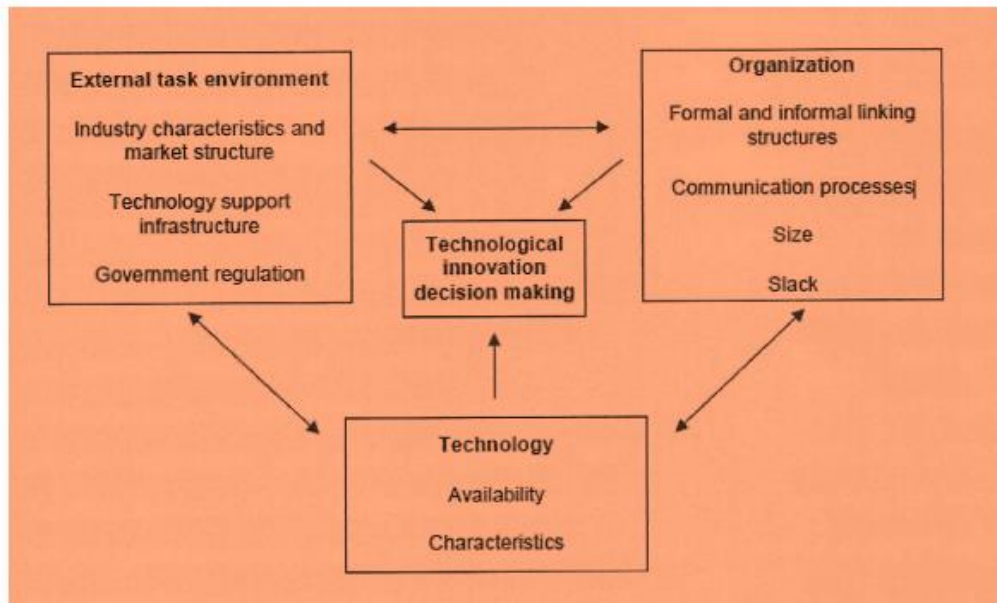 External task environment
Industry characteristics and
market structure
Technology support
infrastructure
Government regulation
Organization
Formal and informal linking
structures
Communication processes
Size
Slack
Technological
innovation
decision making
Technology
Availability
Characteristics